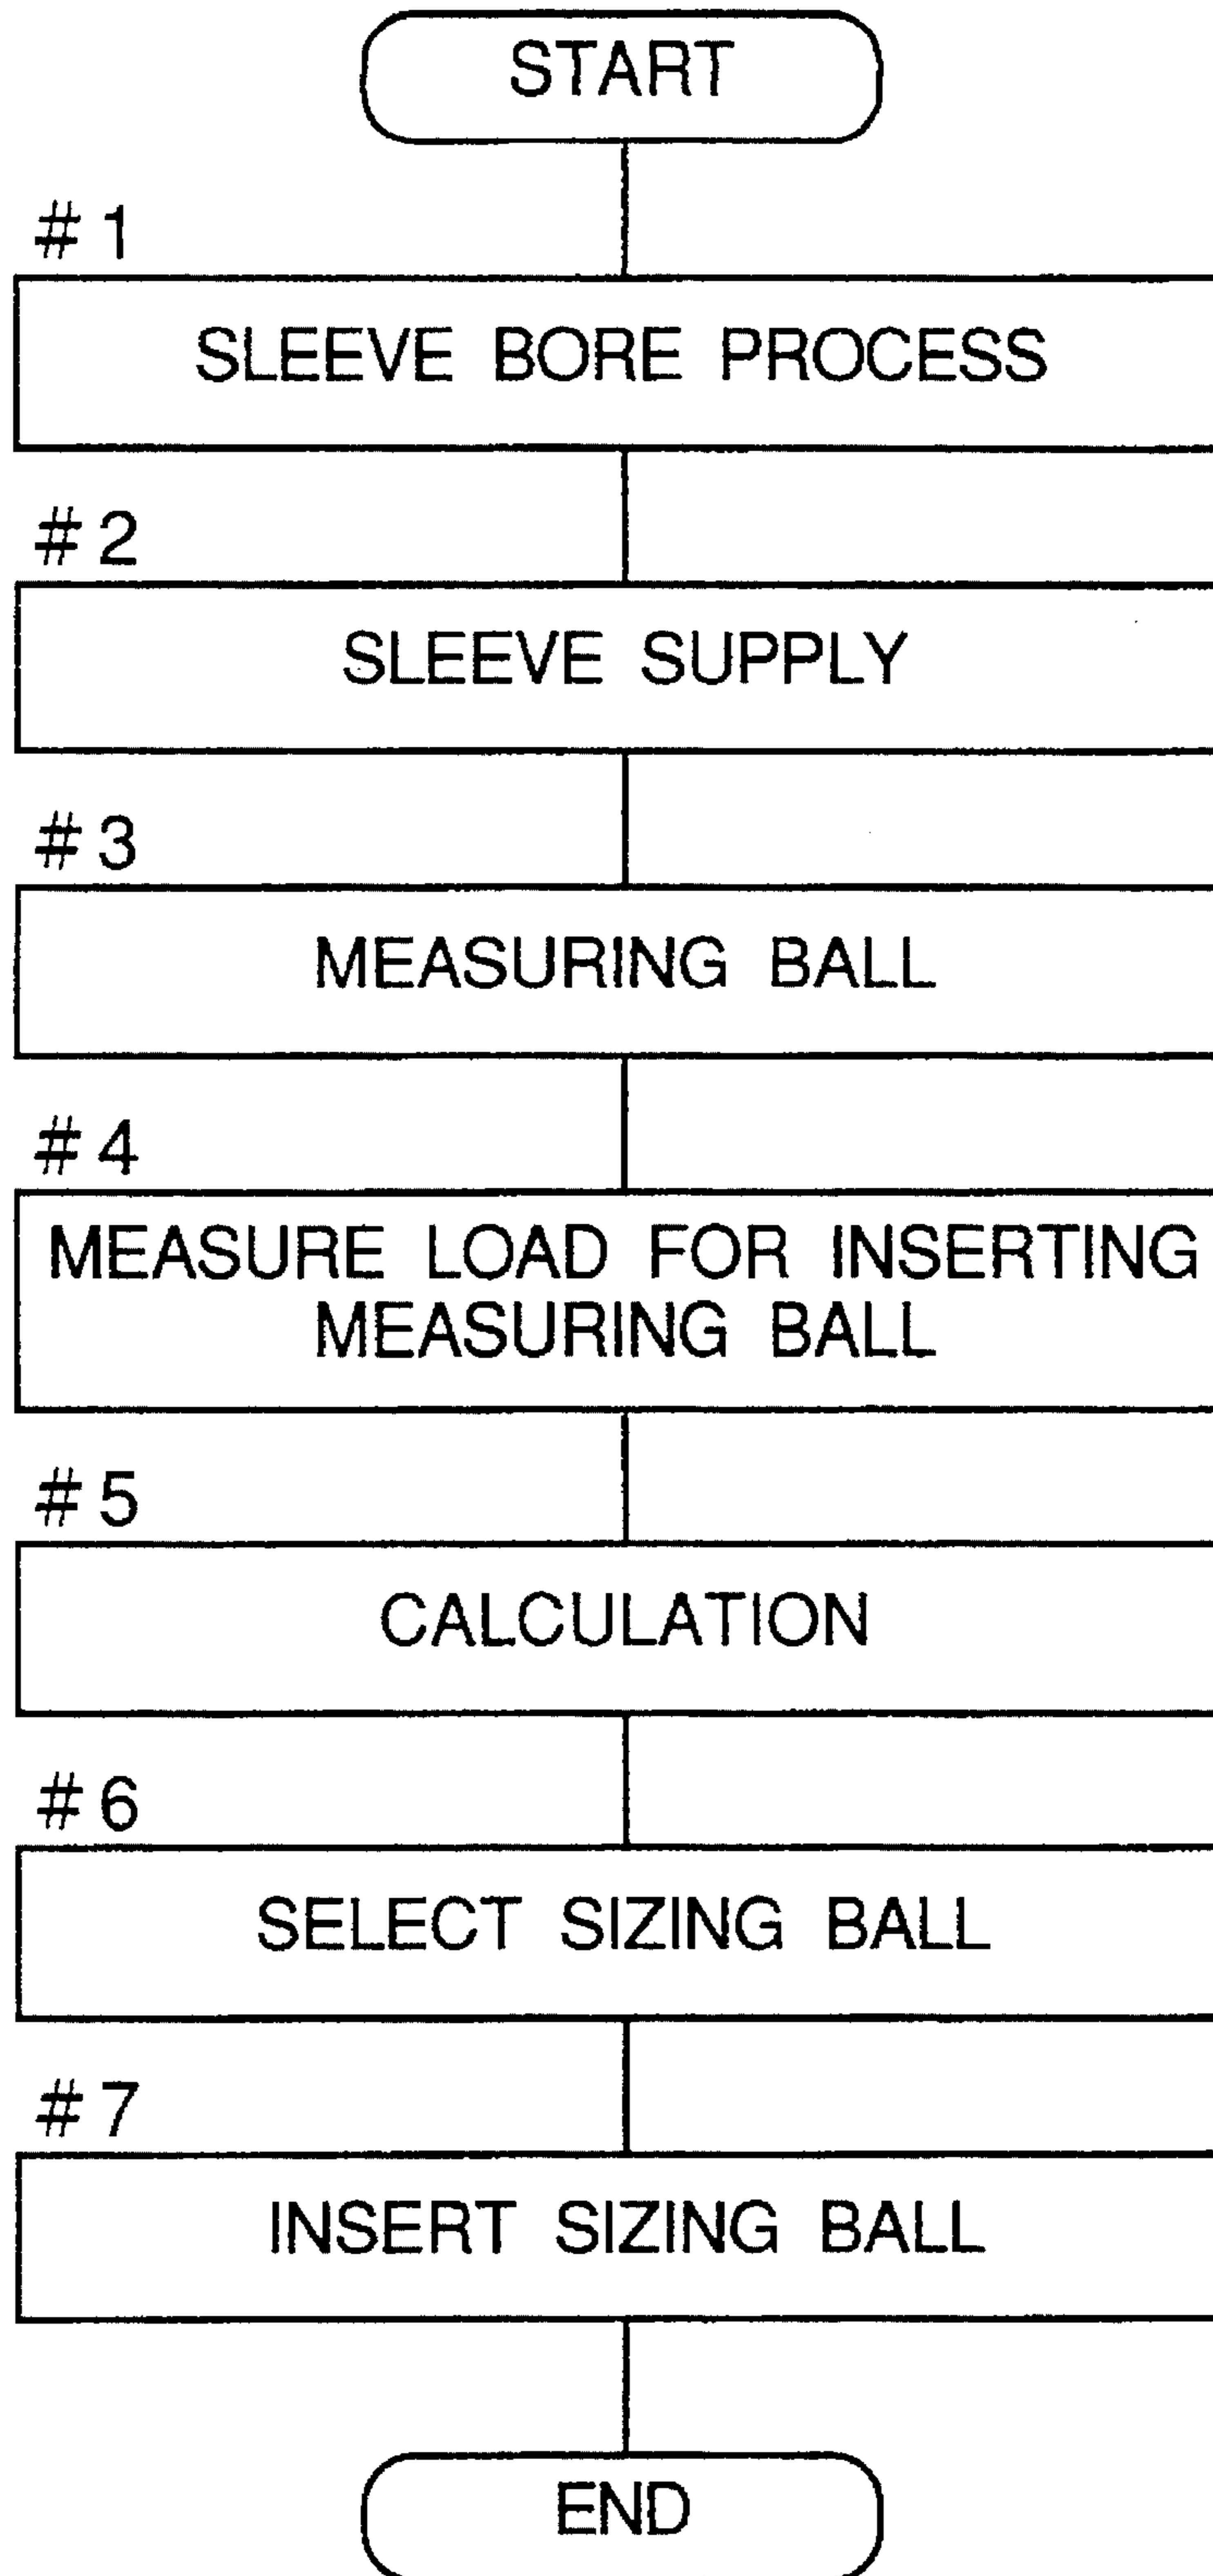 START
#1
SLEEVE BORE PROCESS
#2
SLEEVE SUPPLY
#3
MEASURING BALL
#4
MEASURE LOAD FOR INSERTING
MEASURING BALL
#5
CALCULATION
#6
SELECT SIZING BALL
#7
INSERT SIZING BALL
END